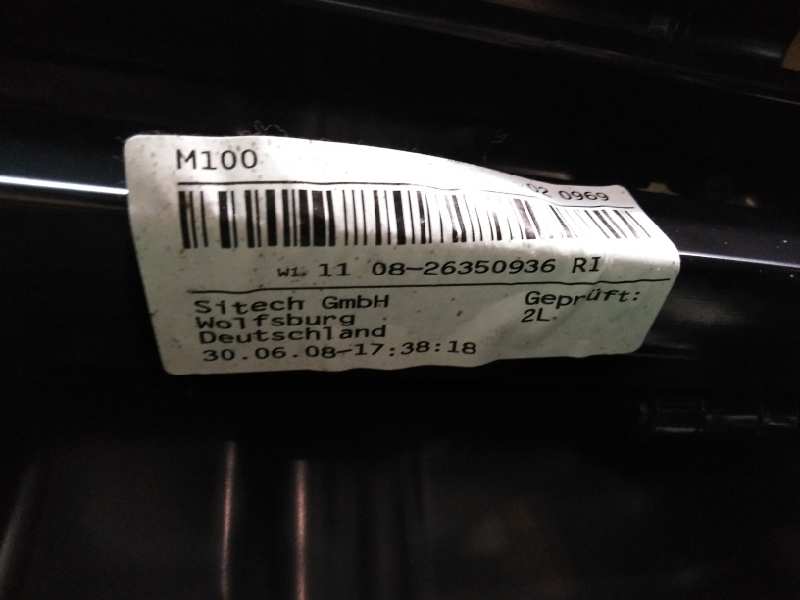 M100
02 0969
W1. 11 08-26350936 RI
Sitech GmbH
Wolfsburg
Deutschland
30.06.08-17:38:18
Geprüft:
2L